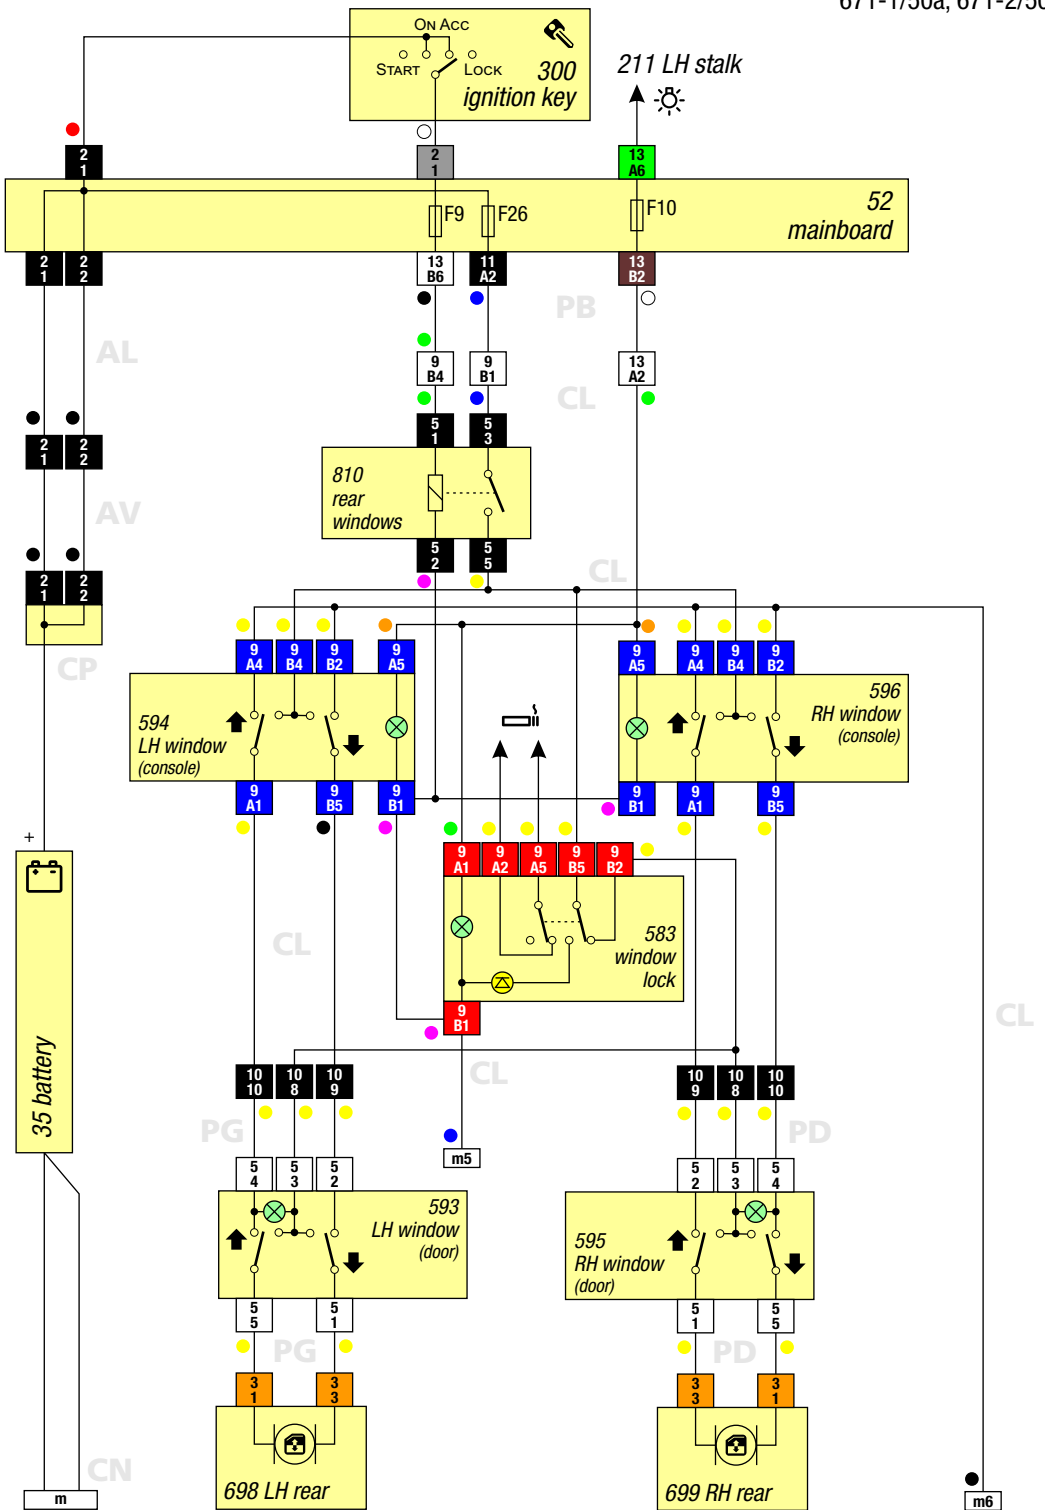 671-1/50a, 671-2/50
ON ACC
START
LOCK
300
ignition key
211 LH stalk
2
1
2
1
13
A6
F9
F26
F10
52
mainboard
2
1
2
2
13
B6
11
A2
13
B2
PB
AL
9
B4
9
B1
13
A2
CL
2
1
2
2
5
1
5
3
810
rear
windows
AV
5
2
5
5
CL
2
1
2
2
CP
9
A4
9
B4
9
B2
9
A5
9
A5
9
A4
9
B4
9
B2
594
LH window
(console)
596
RH window
(console)
9
A1
9
B5
9
B1
9
B1
9
A1
9
B5
+
9
A1
9
A2
9
A5
9
B5
9
B2
583
window
lock
CL
9
B1
CL
CL
35 battery
10
10
10
8
10
9
10
9
10
8
10
10
PG
PD
m5
5
4
5
3
5
2
5
2
5
3
5
4
593
LH window
(door)
595
RH window
(door)
5
5
5
1
5
1
5
5
PG
PD
3
1
3
3
3
3
3
1
698 LH rear
699 RH rear
CN
m
m6